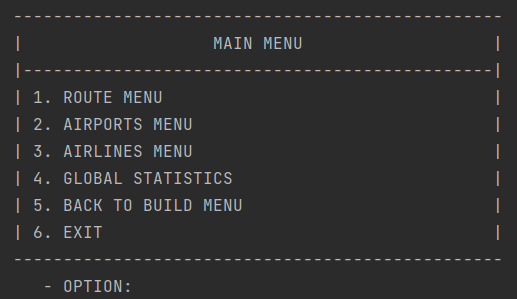 -------------------------------------------------
|                   MAIN MENU                   |
|-----------------------------------------------|
| 1. ROUTE MENU                                 |
| 2. AIRPORTS MENU                              |
| 3. AIRLINES MENU                              |
| 4. GLOBAL STATISTICS                          |
| 5. BACK TO BUILD MENU                         |
| 6. EXIT                                       |
-------------------------------------------------
   - OPTION: